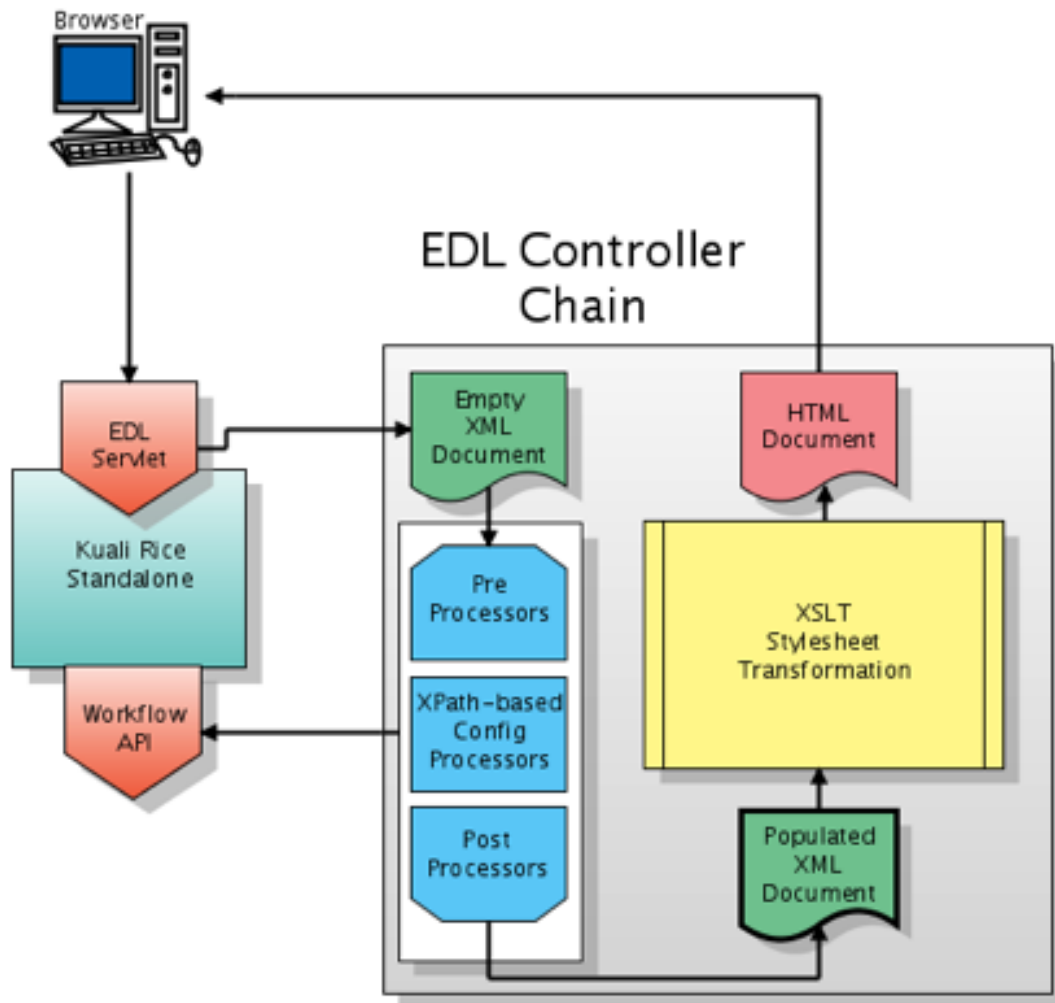 Browser
EDL Controller
Chain
EDL
Servlet
Kuali Rice
Standalone
Workflow
API
Empty
XML
Document
Pre
Processors
XPath-based
Config
Processors
Post
Processors
HTML
Document
XSLT
Stylesheet
Transformation
Populated
XML
Document